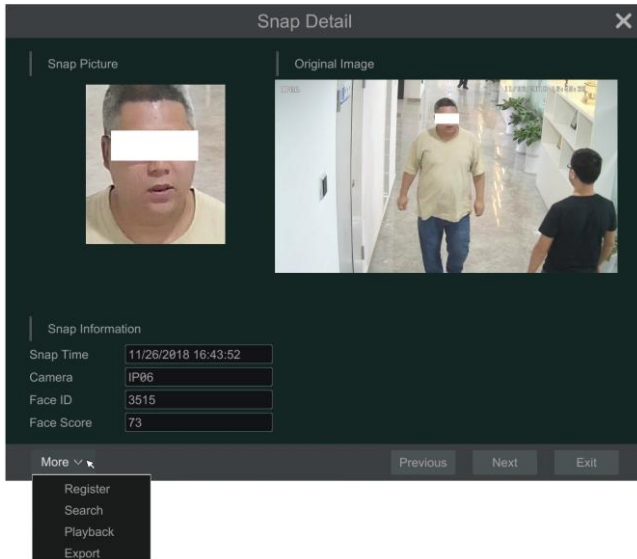 Snap Detail
Snap Picture
Original Image
Snap Information
Snap Time 11/26/2018 16:43:52
Camera IP06
Face ID 3515
Face Score 73
More
Previous Next Exit
Register
Search
Playback
Export